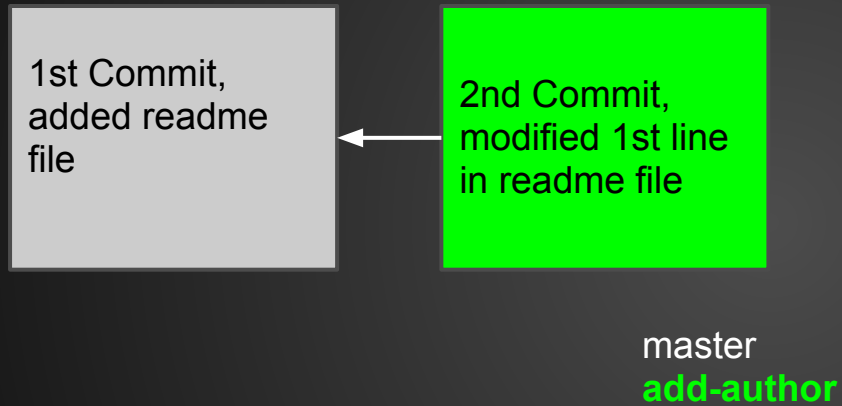 1st Commit,
added readme
file
2nd Commit,
modified 1st line
in readme file
master
add-author